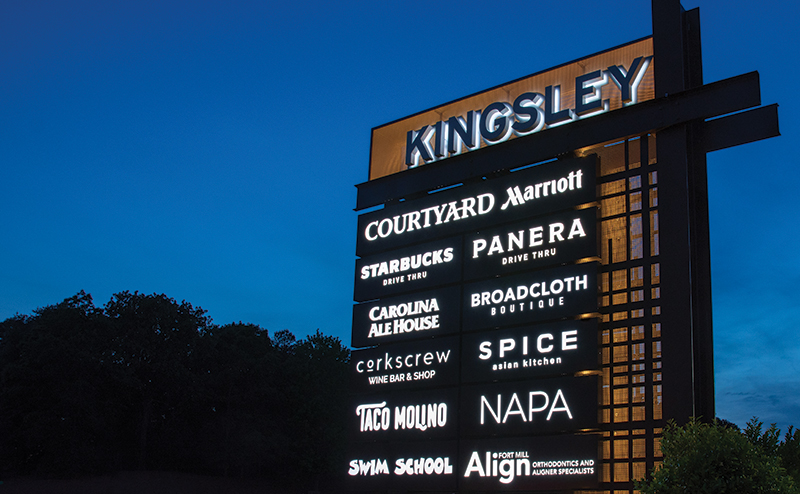 KINGSLEY
COURTYARD Marriott
STARBUCKS
DRIVE THRU
PANERA
DRIVE THRU
CAROLINA
ALE HOUSE
BROADCLOTH
BOUTIQUE
corkscrew
WINE BAR & SHOP
SPICE
asian kitchen
TACO MOLINO
NAPA
SWIM SCHOOL
FORT MILL
Align ORTHODONTICS AND
ALIGNER SPECIALISTS